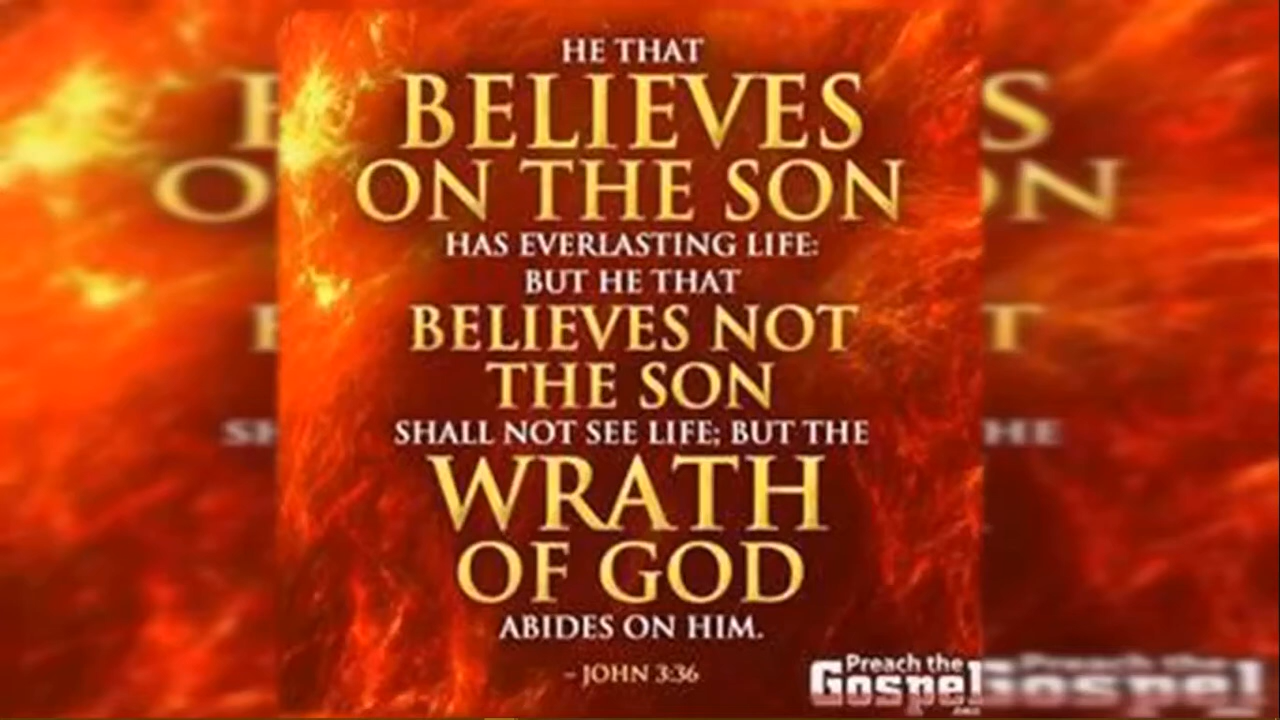 HE THAT
BELIEVES
ON THE SON
HAS EVERLASTING LIFE:
BUT HE THAT
BELIEVES NOT
THE SON
SHALL NOT SEE LIFE; BUT THE
WRATH
OF GOD
ABIDES ON HIM.
– JOHN 3:36
Preach the
Gospel